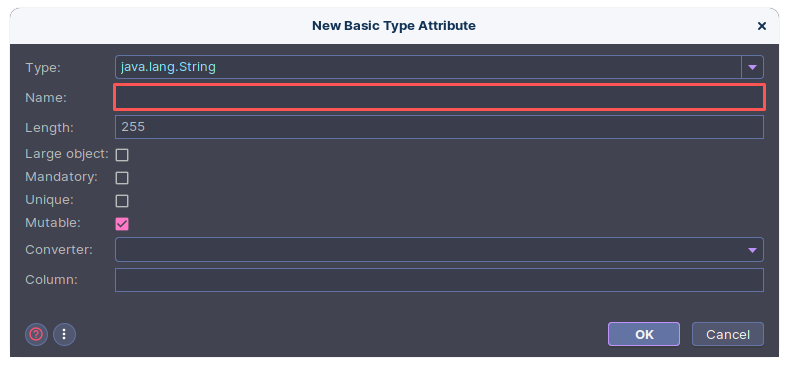 New Basic Type Attribute
Type: java.lang.String
Name:
Length: 255
Large object:
Mandatory:
Unique:
Mutable:
Converter:
Column:
OK Cancel